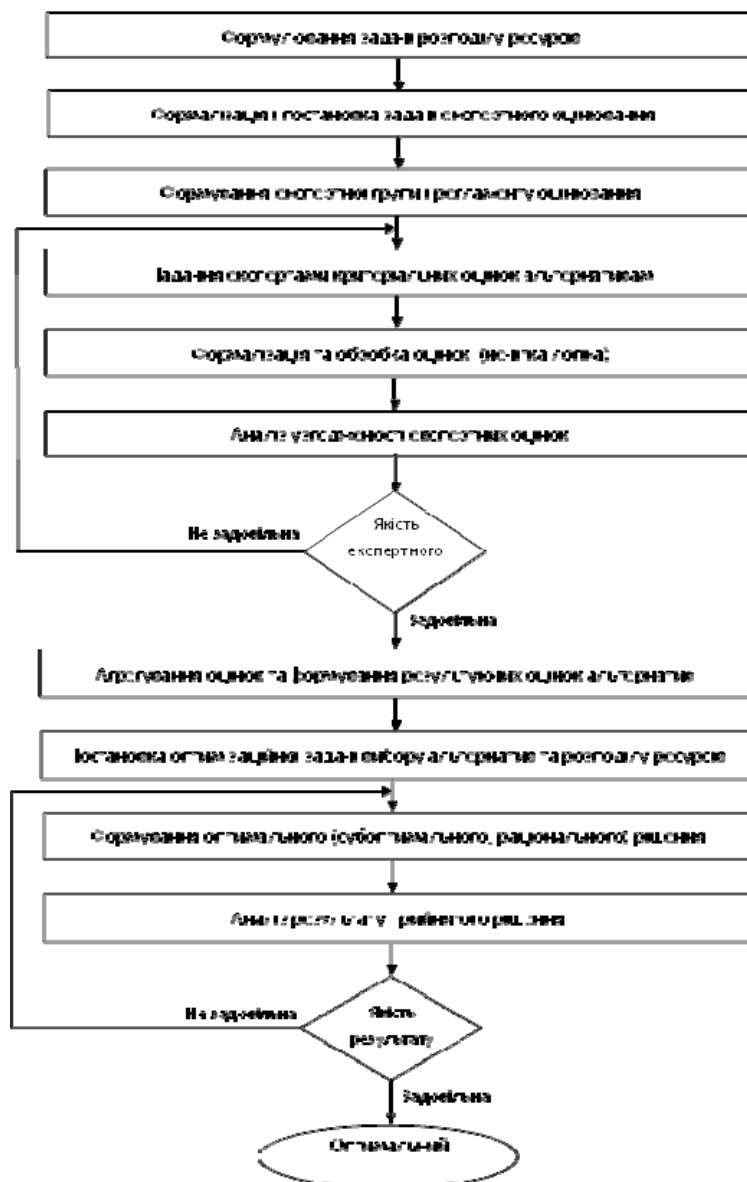 Формулювання задачі розподілу ресурсів
Формалізація і постановка задачі експертного оцінювання
Формування експертної групи і регламенту оцінювання
Задання експертами критеріальних оцінок альтернативам
Формалізація та обробка оцінок (нечітка логіка)
Аналіз узгодженості експертних оцінок
Якість
експертного
Не задовільна
Задовільна
Агрегування оцінок та формування результуючих оцінок альтернатив
Постановка оптимізаційної задачі вибору альтернатив та розподілу ресурсів
Формування оптимального (субоптимального, раціонального) рішення
Аналіз результату прийнятого рішення
Якість
результату
Не задовільна
Задовільна
Оптимальний